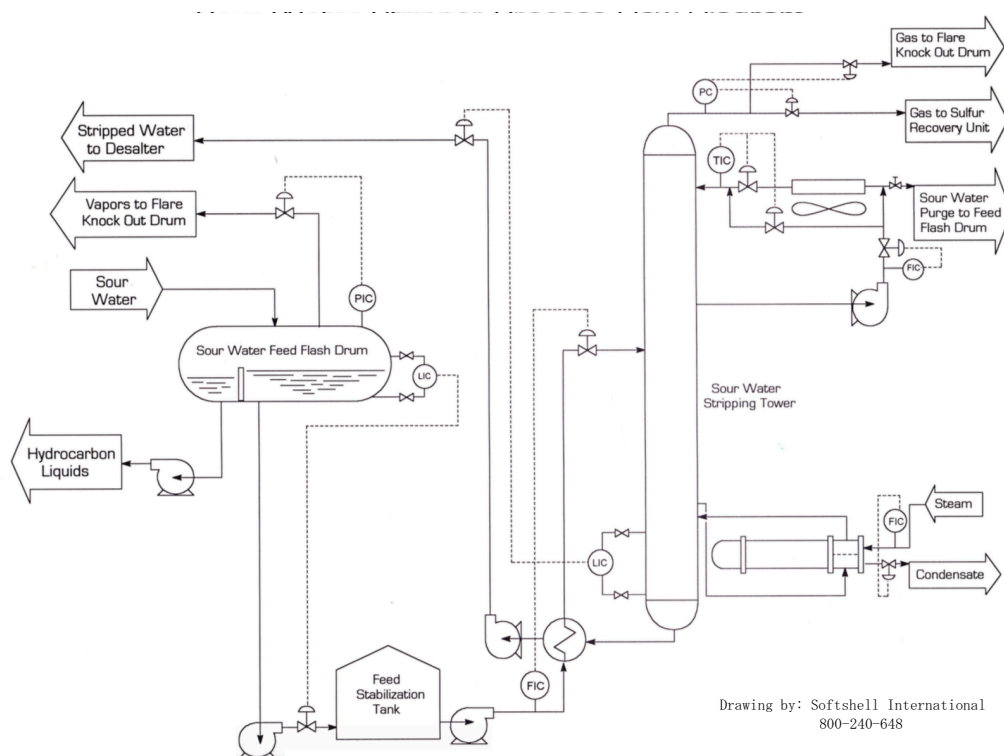 Gas to Flare
Knock Out Drum
PC
Gas to Sulfur
Recovery Unit
Stripped Water
to Desalter
TIC
Vapors to Flare
Knock Out Drum
Sour Water
Purge to Feed
Flash Drum
FIC
Sour
Water
PIC
Sour Water Feed Flash Drum
LIC
Sour Water
Stripping Tower
Hydrocarbon
Liquids
Steam
FIC
LIC
Condensate
Feed
Stabilization
Tank
FIC
Drawing by: Softshell International
800-240-648